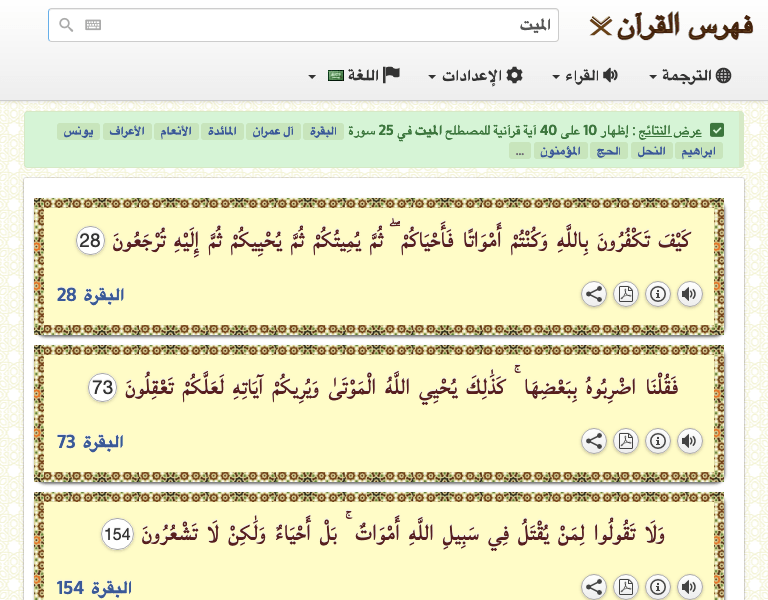 فهرس القرآن
الميت
الترجمة القراء الإعدادات اللغة
عرض النتائج : إظهار 10 على 40 آية قرآنية للمصطلح الميت في 25 سورة البقرة آل عمران المائدة الأنعام الأعراف يونس
ابراهيم النحل الحج المؤمنون ...
كَيْفَ تَكْفُرُونَ بِاللَّهِ وَكُنْتُمْ أَمْوَاتًا فَأَحْيَاكُمْ ۖ ثُمَّ يُمِيتُكُمْ ثُمَّ يُحْيِيكُمْ ثُمَّ إِلَيْهِ تُرْجَعُونَ 28
البقرة 28
فَقُلْنَا اضْرِبُوهُ بِبَعْضِهَا ۚ كَذَٰلِكَ يُحْيِي اللَّهُ الْمَوْتَىٰ وَيُرِيكُمْ آيَاتِهِ لَعَلَّكُمْ تَعْقِلُونَ 73
البقرة 73
وَلَا تَقُولُوا لِمَنْ يُقْتَلُ فِي سَبِيلِ اللَّهِ أَمْوَاتٌ ۚ بَلْ أَحْيَاءٌ وَلَٰكِنْ لَا تَشْعُرُونَ 154
البقرة 154